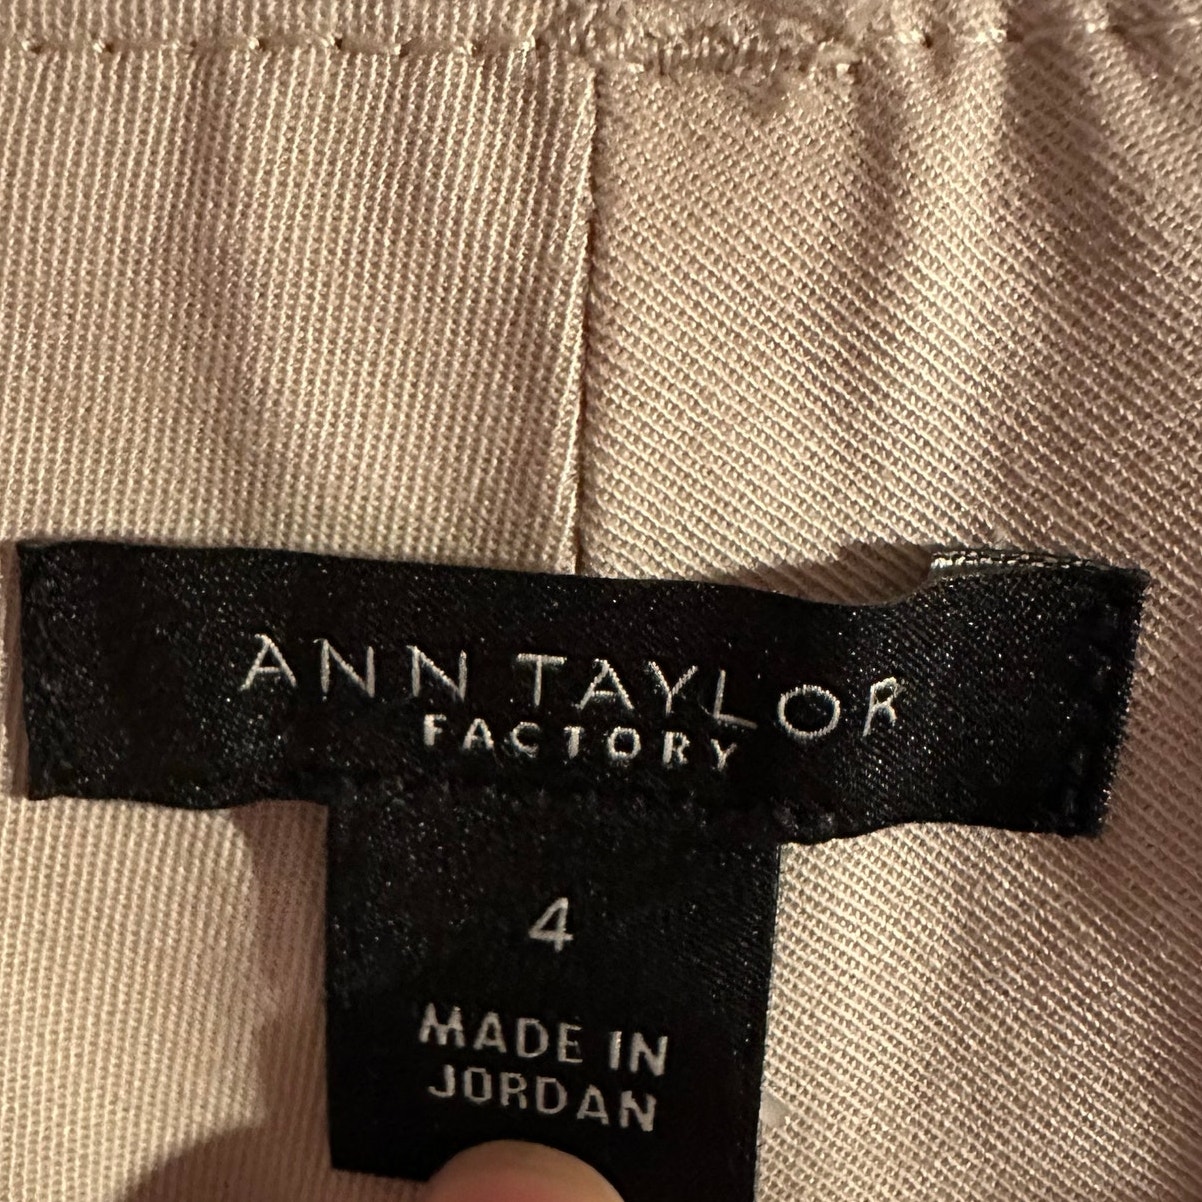 ANN TAYLOR
FACTORY
4
MADE IN
JORDAN